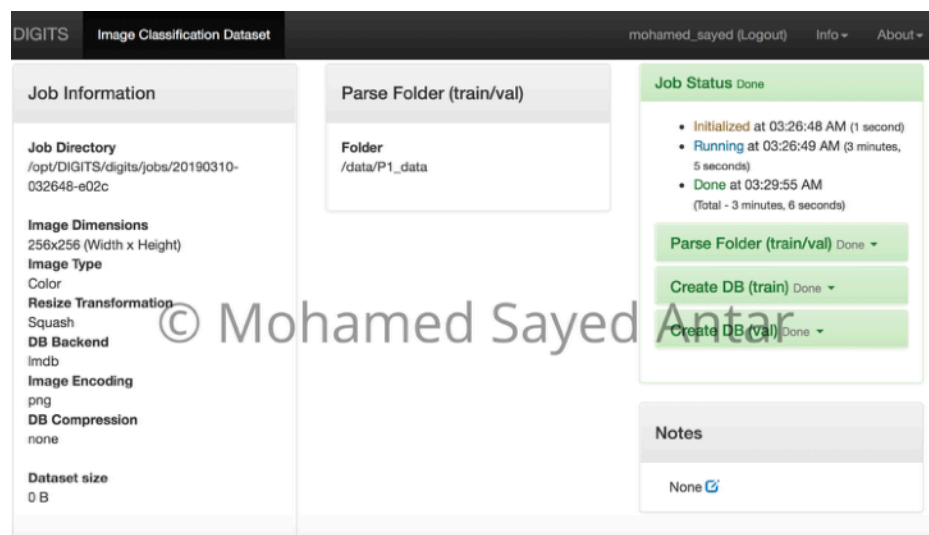 DIGITS Image Classification Dataset mohamed_sayed (Logout) Info About
Job Information
Job Directory
/opt/DIGITS/digits/jobs/20190310-
032648-e02c
Image Dimensions
256x256 (Width x Height)
Image Type
Color
Resize Transformation
Squash
DB Backend
lmdb
Image Encoding
png
DB Compression
none
Dataset size
0 B
Parse Folder (train/val)
Folder
/data/P1_data
Job Status Done
• Initialized at 03:26:48 AM (1 second)
• Running at 03:26:49 AM (3 minutes,
5 seconds)
• Done at 03:29:55 AM
(Total - 3 minutes, 6 seconds)
Parse Folder (train/val) Done
Create DB (train) Done
Create DB (val) Done
Notes
None
© Mohamed Sayed Antar